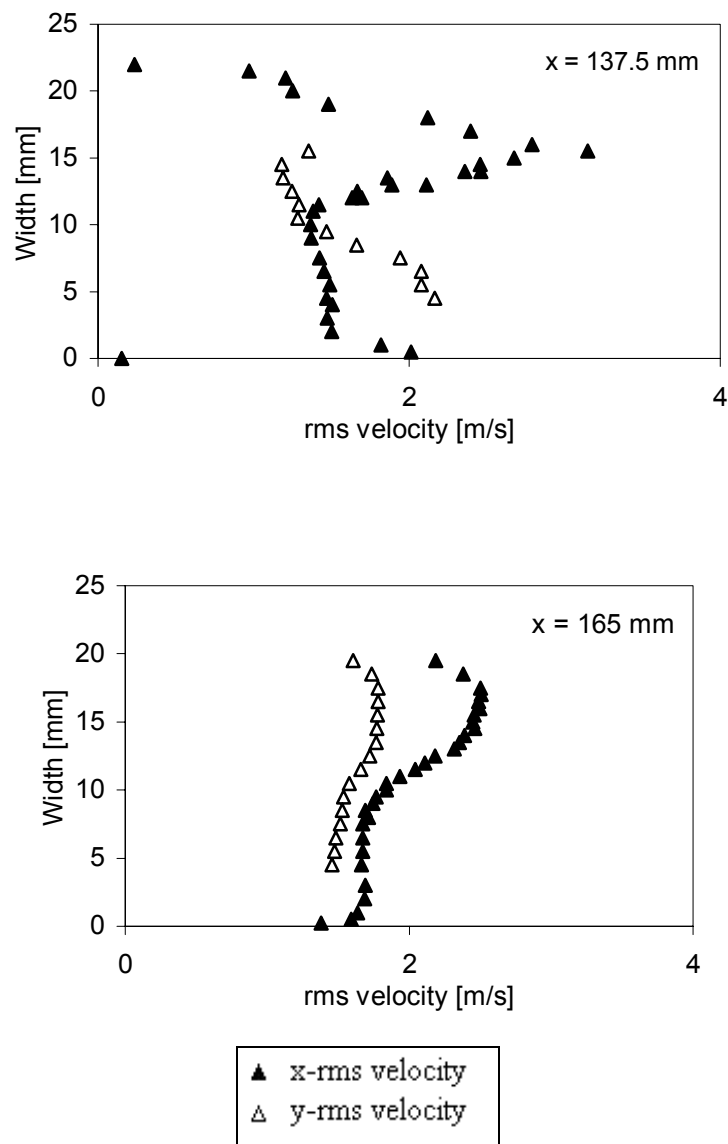 25
x = 137.5 mm
20
15
10
5
0
Width [mm]
0 2 4
rms velocity [m/s]
25
x = 165 mm
20
15
10
5
0
Width [mm]
0 2 4
rms velocity [m/s]
x-rms velocity
y-rms velocity